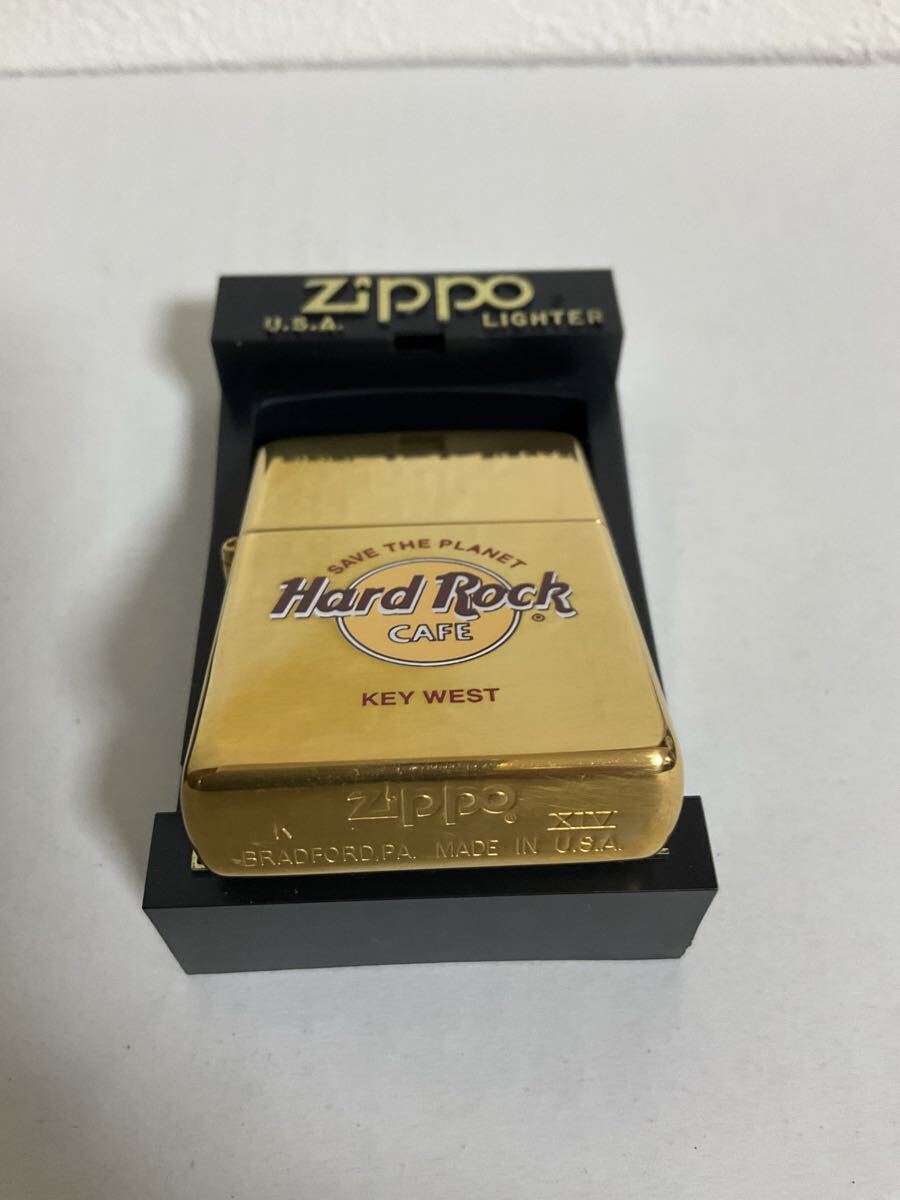 Zippo
U.S.A. LIGHTER
SAVE THE PLANET
Hard Rock ®
CAFE
KEY WEST
K Zippo ® XIV
BRADFORD, PA. MADE IN U.S.A.